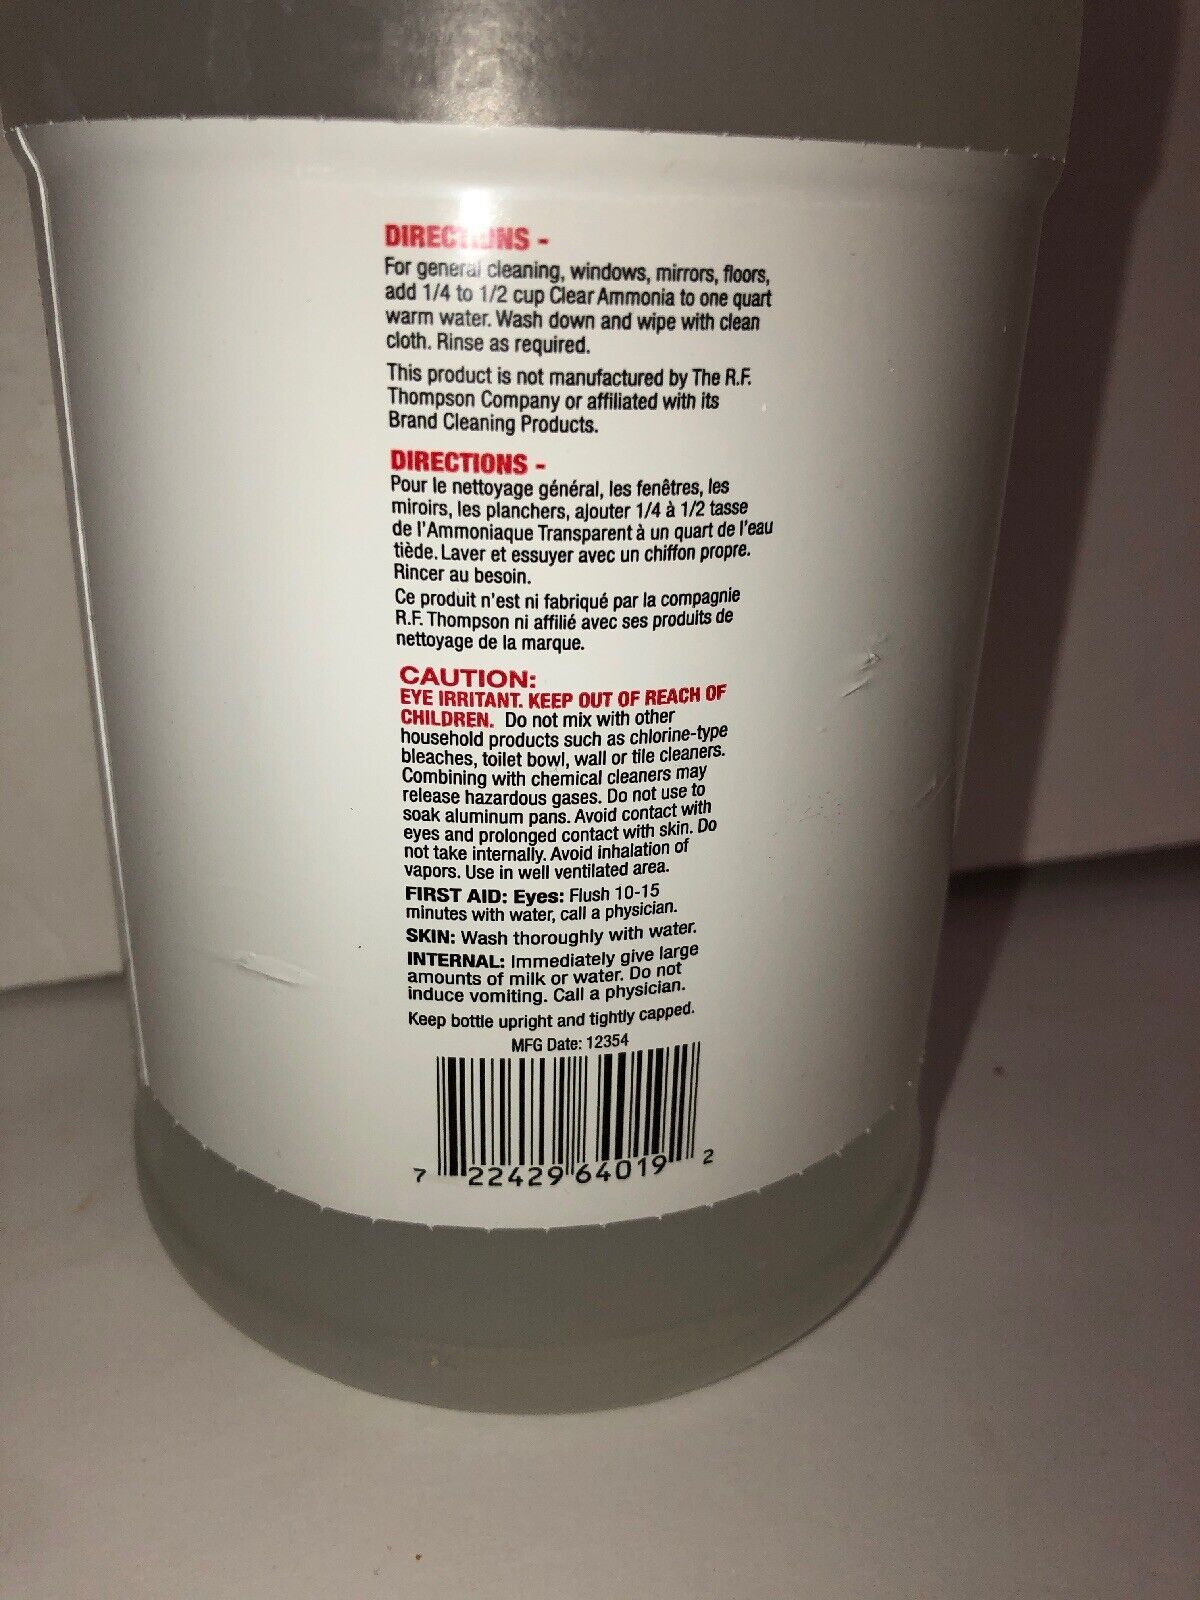 DIRECTIONS -
For general cleaning, windows, mirrors, floors,
add 1/4 to 1/2 cup Clear Ammonia to one quart
warm water. Wash down and wipe with clean
cloth. Rinse as required.
This product is not manufactured by The R.F.
Thompson Company or affiliated with its
Brand Cleaning Products.
DIRECTIONS -
Pour le nettoyage général, les fenêtres, les
miroirs, les planchers, ajouter 1/4 à 1/2 tasse
de l'Ammoniaque Transparent à un quart de l'eau
tiède. Laver et essuyer avec un chiffon propre.
Rincer au besoin.
Ce produit n'est ni fabriqué par la compagnie
R.F. Thompson ni affilié avec ses produits de
nettoyage de la marque.
CAUTION:
EYE IRRITANT. KEEP OUT OF REACH OF
CHILDREN. Do not mix with other
household products such as chlorine-type
bleaches, toilet bowl, wall or tile cleaners.
Combining with chemical cleaners may
release hazardous gases. Do not use to
soak aluminum pans. Avoid contact with
eyes and prolonged contact with skin. Do
not take internally. Avoid inhalation of
vapors. Use in well ventilated area.
FIRST AID: Eyes: Flush 10-15
minutes with water, call a physician.
SKIN: Wash thoroughly with water.
INTERNAL: Immediately give large
amounts of milk or water. Do not
induce vomiting. Call a physician.
Keep bottle upright and tightly capped.
MFG Date: 12354
7 22429 64019 2